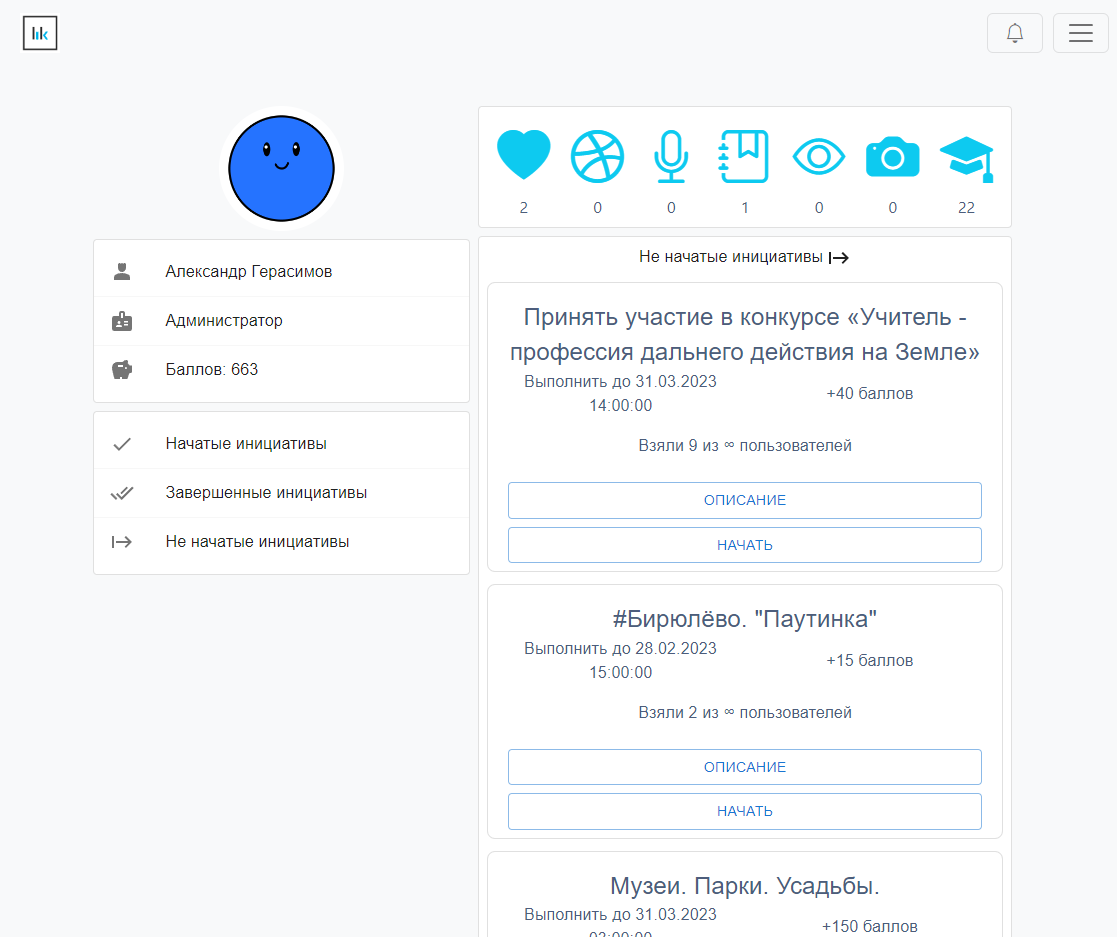 lik
2 0 0 1 0 0 22
Александр Герасимов
Администратор
Баллов: 663
Начатые инициативы
Завершенные инициативы
Не начатые инициативы
Не начатые инициативы
Принять участие в конкурсе «Учитель -
профессия дальнего действия на Земле»
Выполнить до 31.03.2023
14:00:00
+40 баллов
Взяли 9 из ∞ пользователей
ОПИСАНИЕ
НАЧАТЬ
#Бирюлёво. "Паутинка"
Выполнить до 28.02.2023
15:00:00
+15 баллов
Взяли 2 из ∞ пользователей
ОПИСАНИЕ
НАЧАТЬ
Музеи. Парки. Усадьбы.
Выполнить до 31.03.2023
+150 баллов